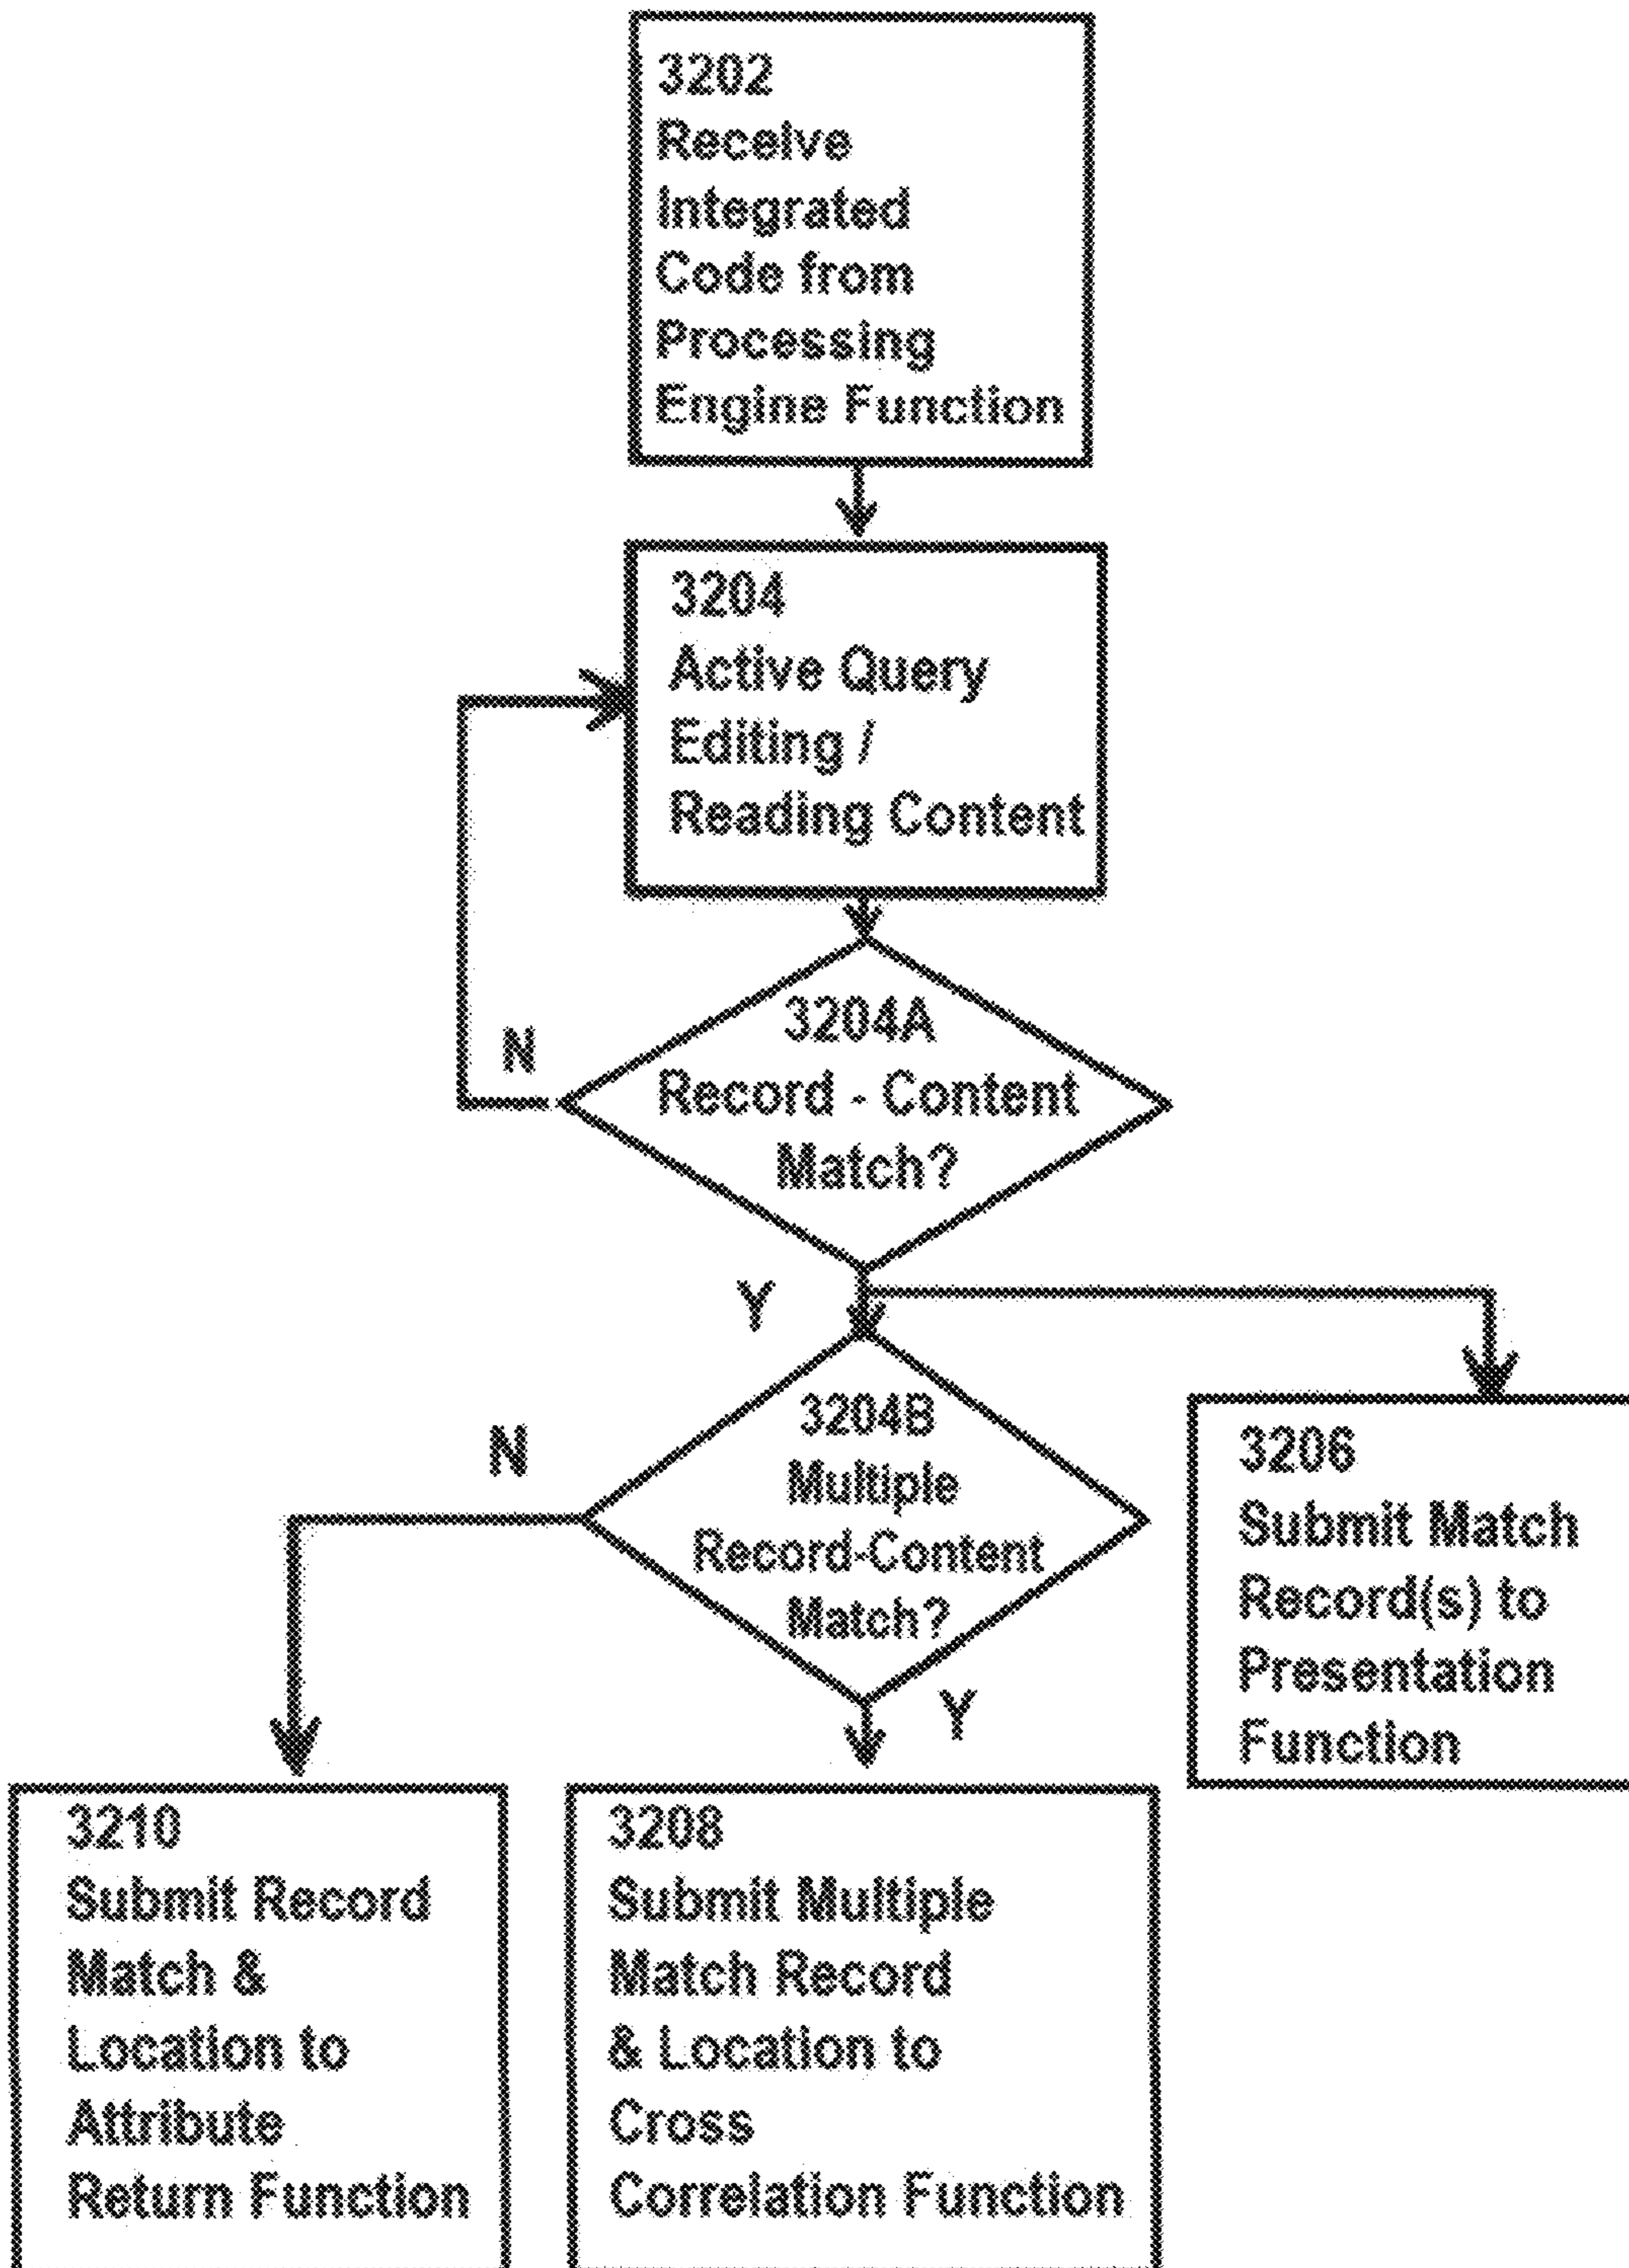 3202
Receive
Integrated
Code from
Processing
Engine Function
3204
Active Query
Editing /
Reading Content
3204A
Record - Content
Match?
N
Y
3204B
Multiple
Record-Content
Match?
N
Y
3206
Submit Match
Record(s) to
Presentation
Function
3210
Submit Record
Match &
Location to
Attribute
Return Function
3208
Submit Multiple
Match Record
& Location to
Cross
Correlation Function